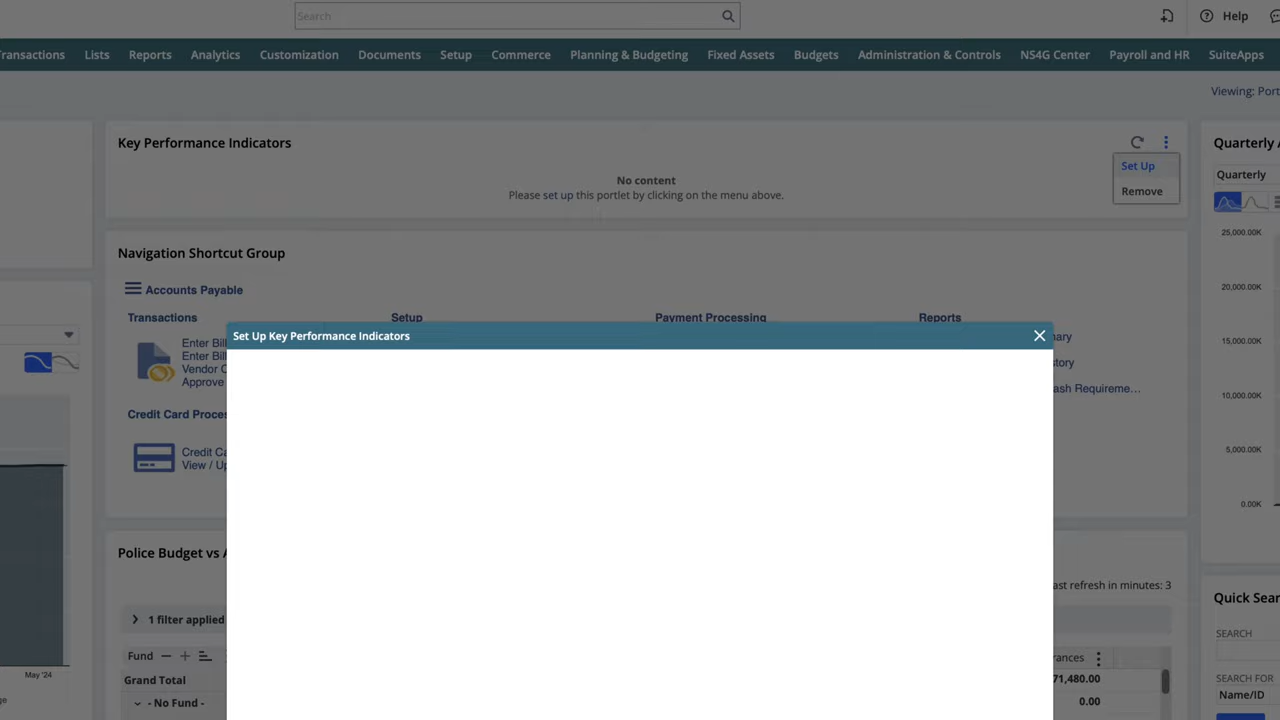 Search
Help
Transactions Lists Reports Analytics Customization Documents Setup Commerce Planning & Budgeting Fixed Assets Budgets Administration & Controls NS4G Center Payroll and HR SuiteApps
Viewing: Port
Key Performance Indicators
Set Up
Remove
No content
Please set up this portlet by clicking on the menu above.
Quarterly
Quarterly
25,000.00K
20,000.00K
15,000.00K
10,000.00K
5,000.00K
0.00K
Navigation Shortcut Group
Accounts Payable
Transactions Setup Payment Processing Reports
Set Up Key Performance Indicators
Enter Bill
Enter Bill
Vendor C
Approve
ash Requireme…
Credit Card Proces
Credit Ca
View / Up
Police Budget vs A
ast refresh in minutes: 3
1 filter applied
Fund
Grand Total
- No Fund -
rances
71,480.00
0.00
May '24
Quick Sear
SEARCH
SEARCH FOR
Name/ID